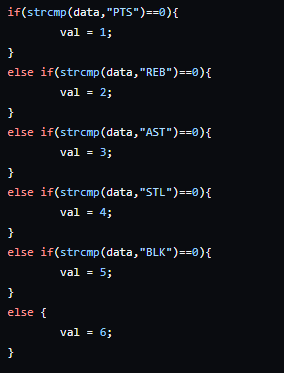 if(strcmp(data,"PTS")==0){
        val = 1;
}
else if(strcmp(data,"REB")==0){
        val = 2;
}
else if(strcmp(data,"AST")==0){
        val = 3;
}
else if(strcmp(data,"STL")==0){
        val = 4;
}
else if(strcmp(data,"BLK")==0){
        val = 5;
}
else {
        val = 6;
}